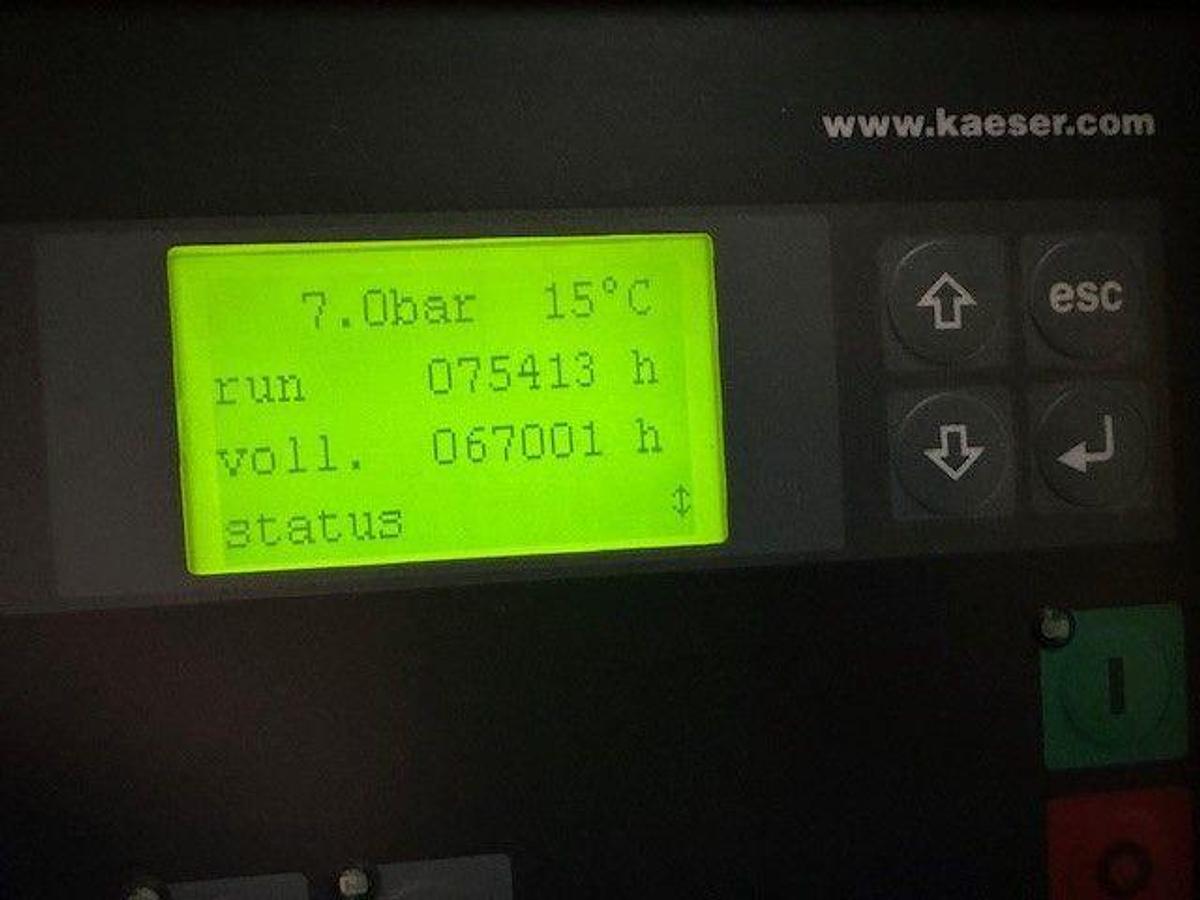 www.kaeser.com
7.0bar 15°C
run 075413 h
voll. 067001 h
status ↕
esc